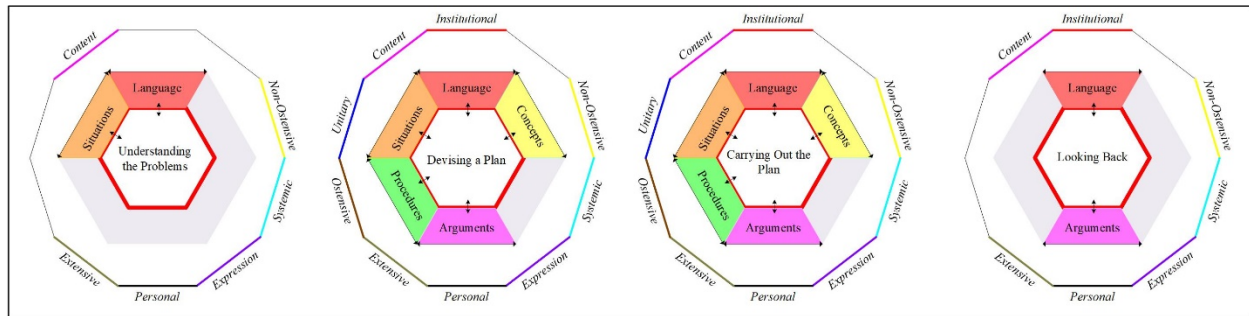 Content
Language
Situations
Non-Ostensive
Understanding
the Problems
Systemic
Extensive
Personal
Expression
Institutional
Content
Unitary
Language
Situations
Concepts
Non-Ostensive
Devising a Plan
Ostensive
Procedures
Arguments
Systemic
Extensive
Personal
Expression
Institutional
Content
Unitary
Language
Situations
Concepts
Non-Ostensive
Carrying Out the
Plan
Ostensive
Procedures
Arguments
Systemic
Extensive
Personal
Expression
Institutional
Content
Language
Non-Ostensive
Looking Back
Systemic
Arguments
Extensive
Personal
Expression